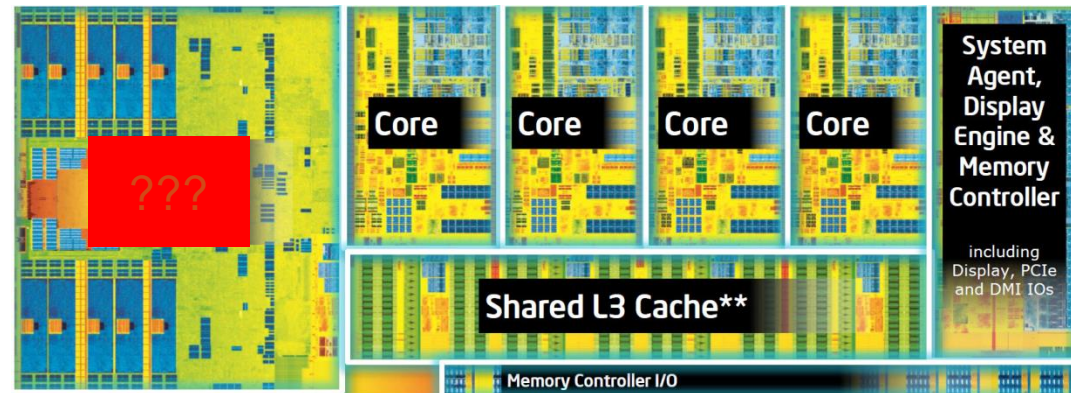 ???
Core
Core
Core
Core
System
Agent,
Display
Engine &
Memory
Controller
including
Display, PCIe
and DMI IOs
Shared L3 Cache**
Memory Controller I/O